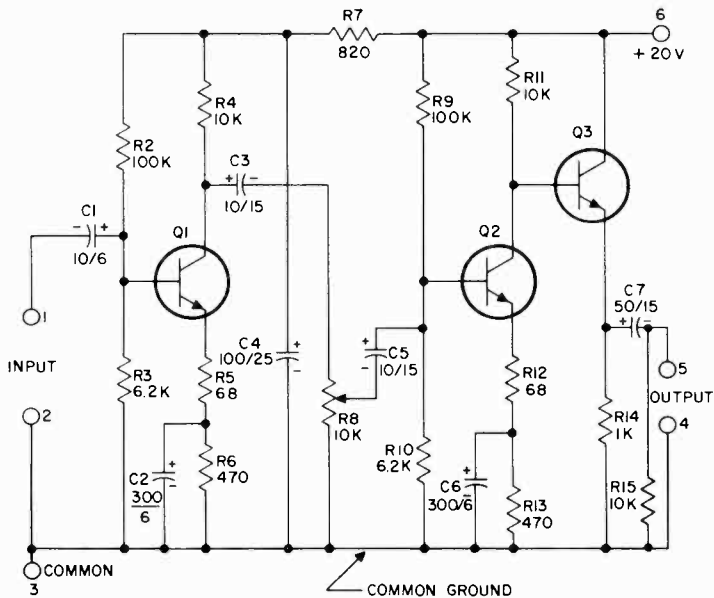 R7
820
6
+20V
R4
10K
R2
100K
R9
100K
R11
10K
Q3
C1
- +
10/6
C3
+ -
10/15
Q1
Q2
C7
50/15
+ -
1
INPUT
2
R3
6.2K
R5
68
C4
100/25
+
-
C5
10/15
+
-
R8
10K
R12
68
5
OUTPUT
4
R14
1K
R10
6.2K
R15
10K
C2
300
6
+
-
R6
470
C6
300/6
+
-
R13
470
COMMON
3
COMMON GROUND